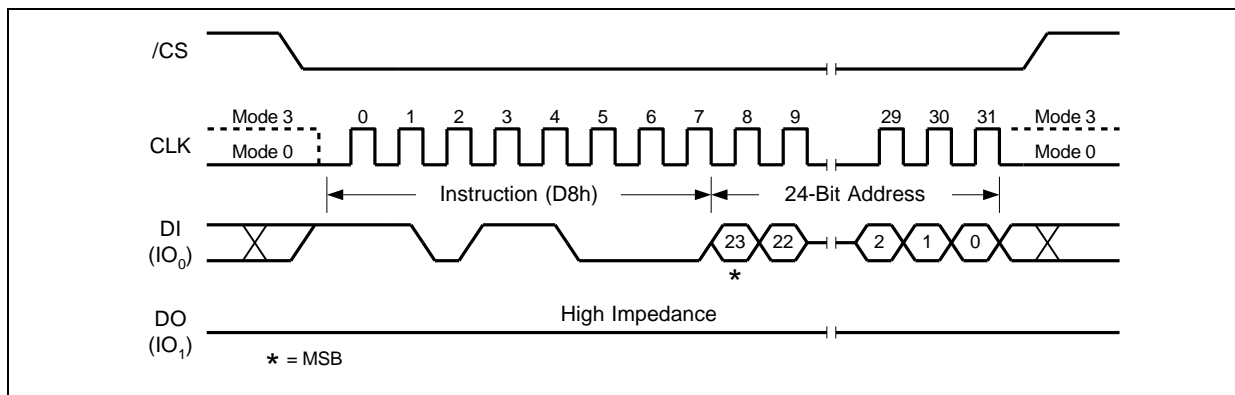 /CS
Mode 3 0 1 2 3 4 5 6 7 8 9 29 30 31 Mode 3
CLK
Mode 0 Mode 0
Instruction (D8h) 24-Bit Address
DI
(IO0) 23 22 2 1 0
*
High Impedance
DO
(IO1)
* = MSB